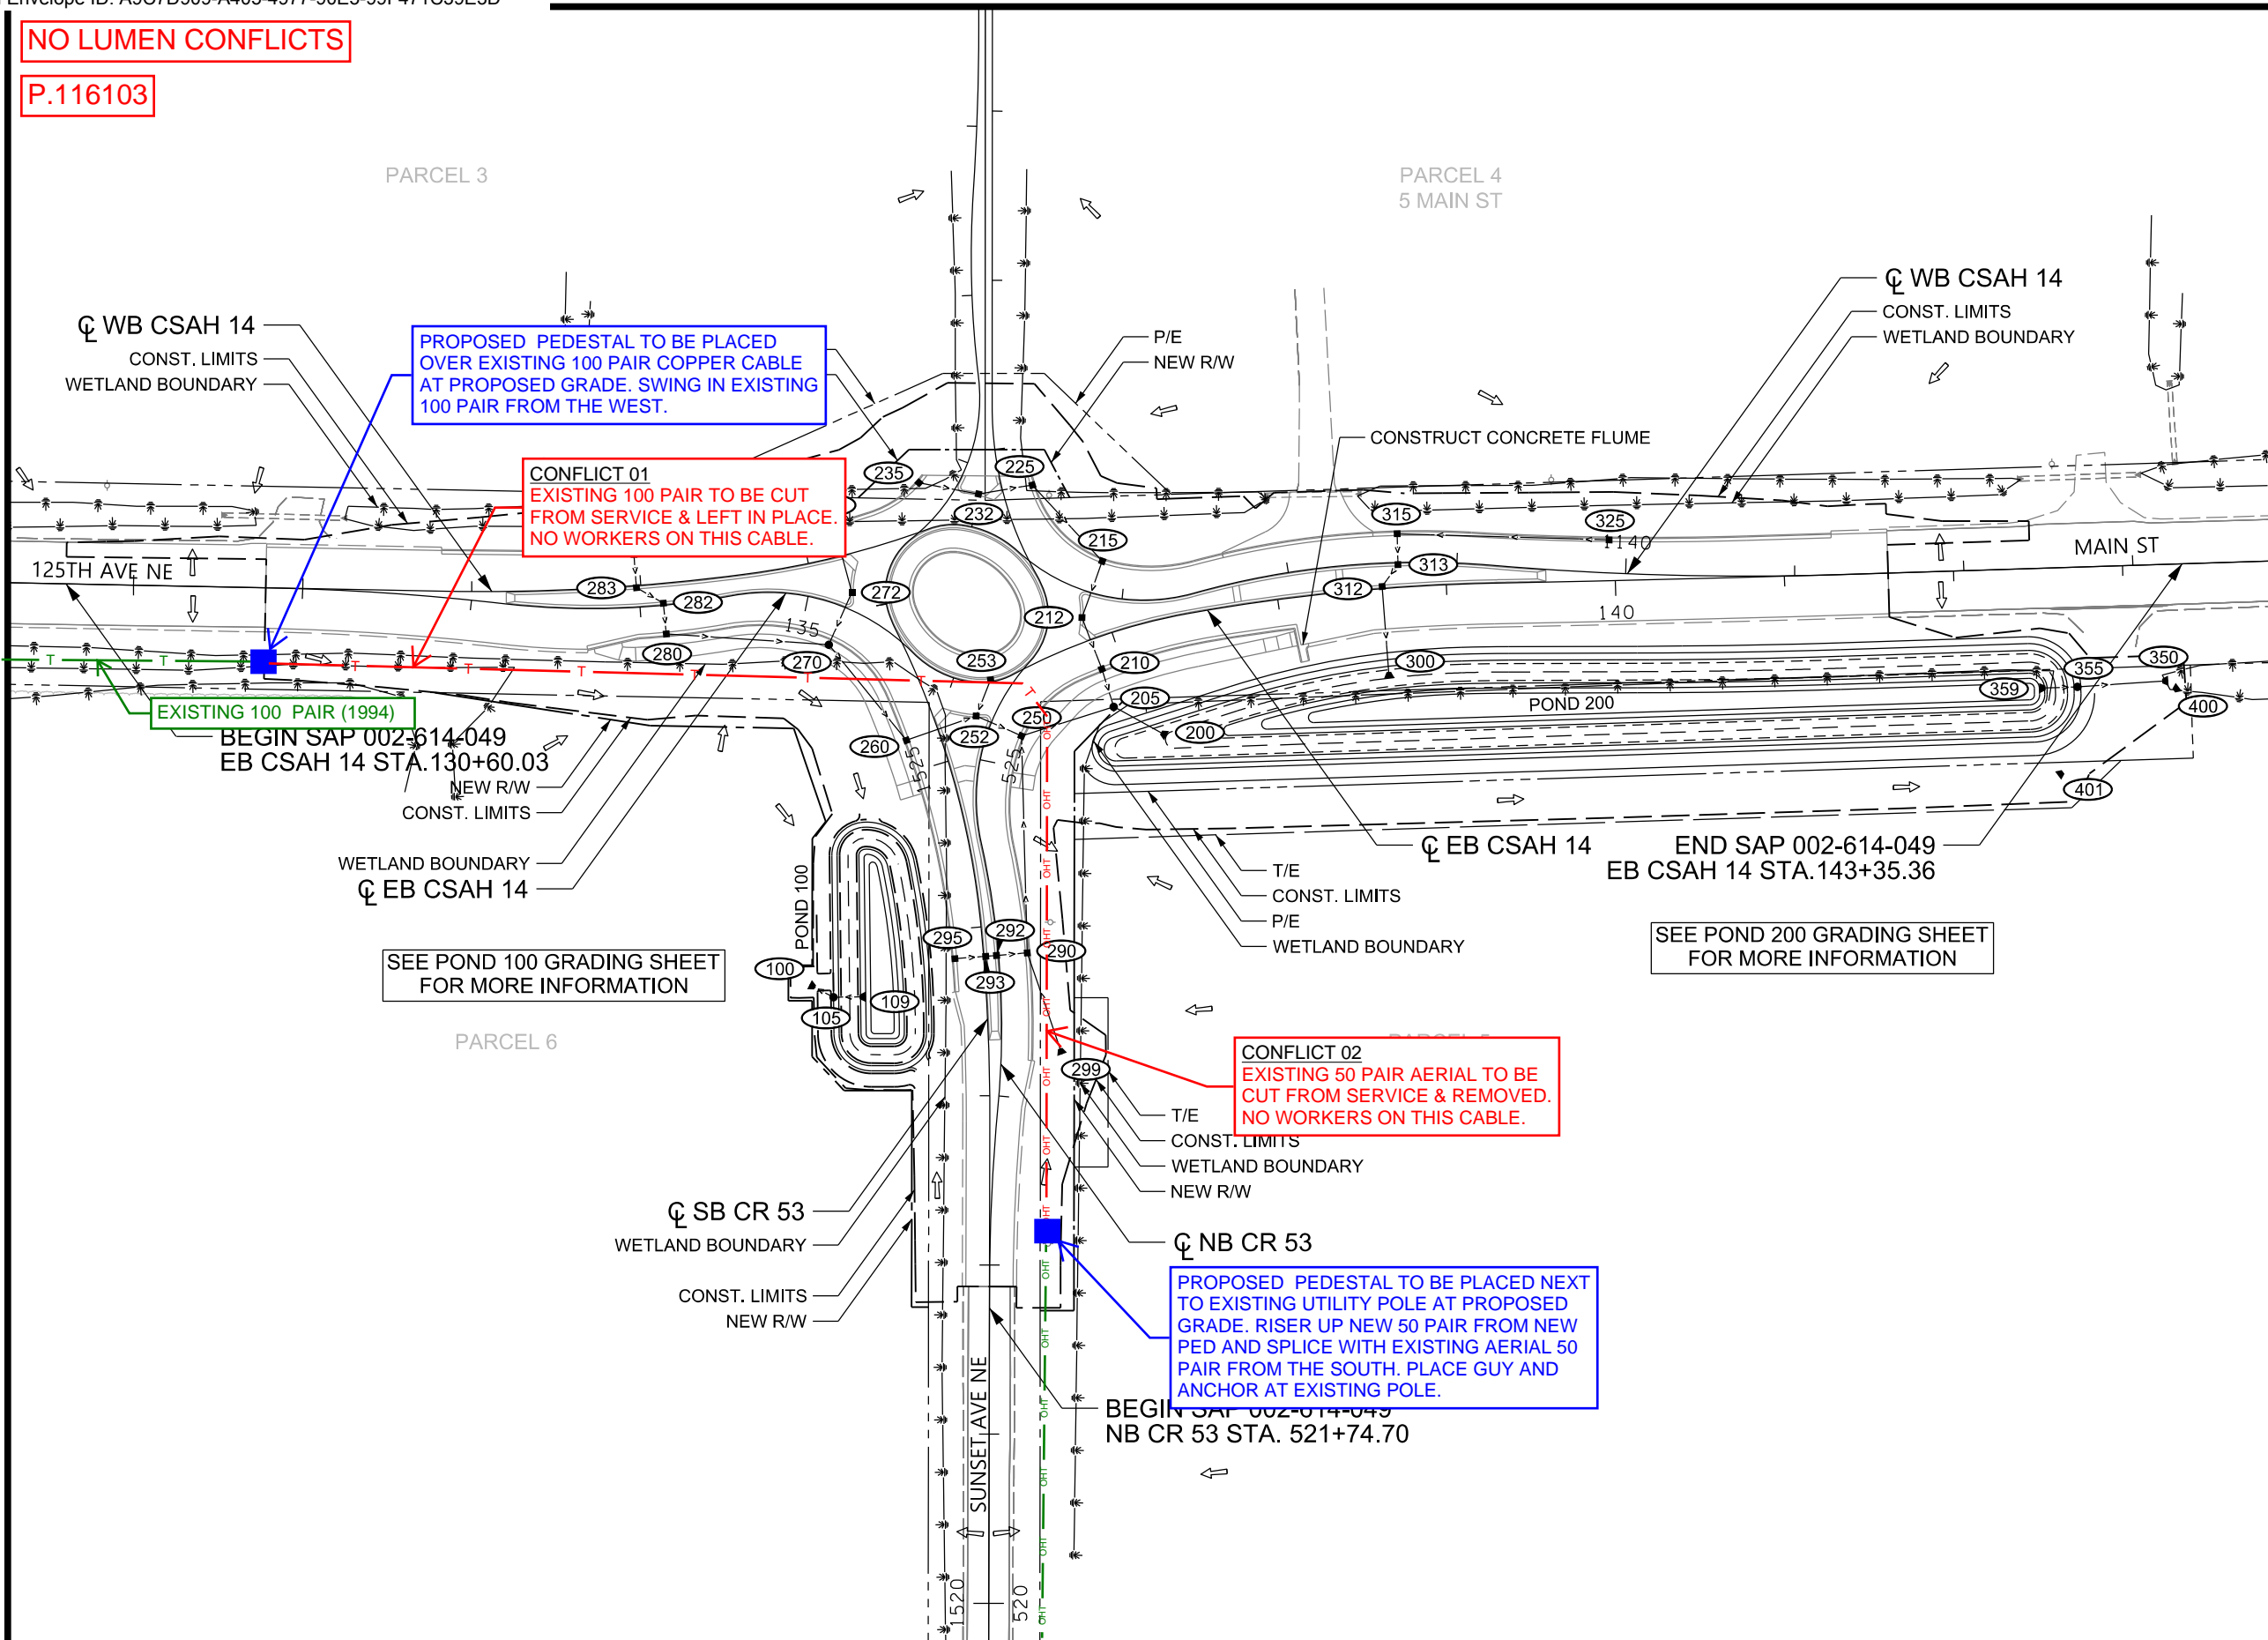 NO LUMEN CONFLICTS
P.116103
PARCEL 3
PARCEL 4
5 MAIN ST
℄ WB CSAH 14
CONST. LIMITS
WETLAND BOUNDARY
PROPOSED PEDESTAL TO BE PLACED
OVER EXISTING 100 PAIR COPPER CABLE
AT PROPOSED GRADE. SWING IN EXISTING
100 PAIR FROM THE WEST.
P/E
NEW R/W
℄ WB CSAH 14
CONST. LIMITS
WETLAND BOUNDARY
CONSTRUCT CONCRETE FLUME
CONFLICT 01
EXISTING 100 PAIR TO BE CUT
FROM SERVICE & LEFT IN PLACE.
NO WORKERS ON THIS CABLE.
235
225
232
215
315
325
1140
313
312
125TH AVE NE
MAIN ST
283
282
272
212
140
135
280
270
253
210
300
205
250
252
260
200
POND 200
359
355
350
400
401
T T T T T T T T T
EXISTING 100 PAIR (1994)
BEGIN SAP 002-614-049
EB CSAH 14 STA.130+60.03
NEW R/W
CONST. LIMITS
WETLAND BOUNDARY
℄ EB CSAH 14
1525
525
OHT
℄ EB CSAH 14
END SAP 002-614-049
EB CSAH 14 STA.143+35.36
T/E
CONST. LIMITS
P/E
WETLAND BOUNDARY
SEE POND 200 GRADING SHEET
FOR MORE INFORMATION
SEE POND 100 GRADING SHEET
FOR MORE INFORMATION
POND 100
100
105
109
295
292
293
290
299
PARCEL 6
CONFLICT 02
EXISTING 50 PAIR AERIAL TO BE
CUT FROM SERVICE & REMOVED.
NO WORKERS ON THIS CABLE.
T/E
CONST. LIMITS
WETLAND BOUNDARY
NEW R/W
℄ SB CR 53
WETLAND BOUNDARY
CONST. LIMITS
NEW R/W
℄ NB CR 53
PROPOSED PEDESTAL TO BE PLACED NEXT
TO EXISTING UTILITY POLE AT PROPOSED
GRADE. RISER UP NEW 50 PAIR FROM NEW
PED AND SPLICE WITH EXISTING AERIAL 50
PAIR FROM THE SOUTH. PLACE GUY AND
ANCHOR AT EXISTING POLE.
BEGIN SAP 002-614-049
NB CR 53 STA. 521+74.70
SUNSET AVE NE
1520
520